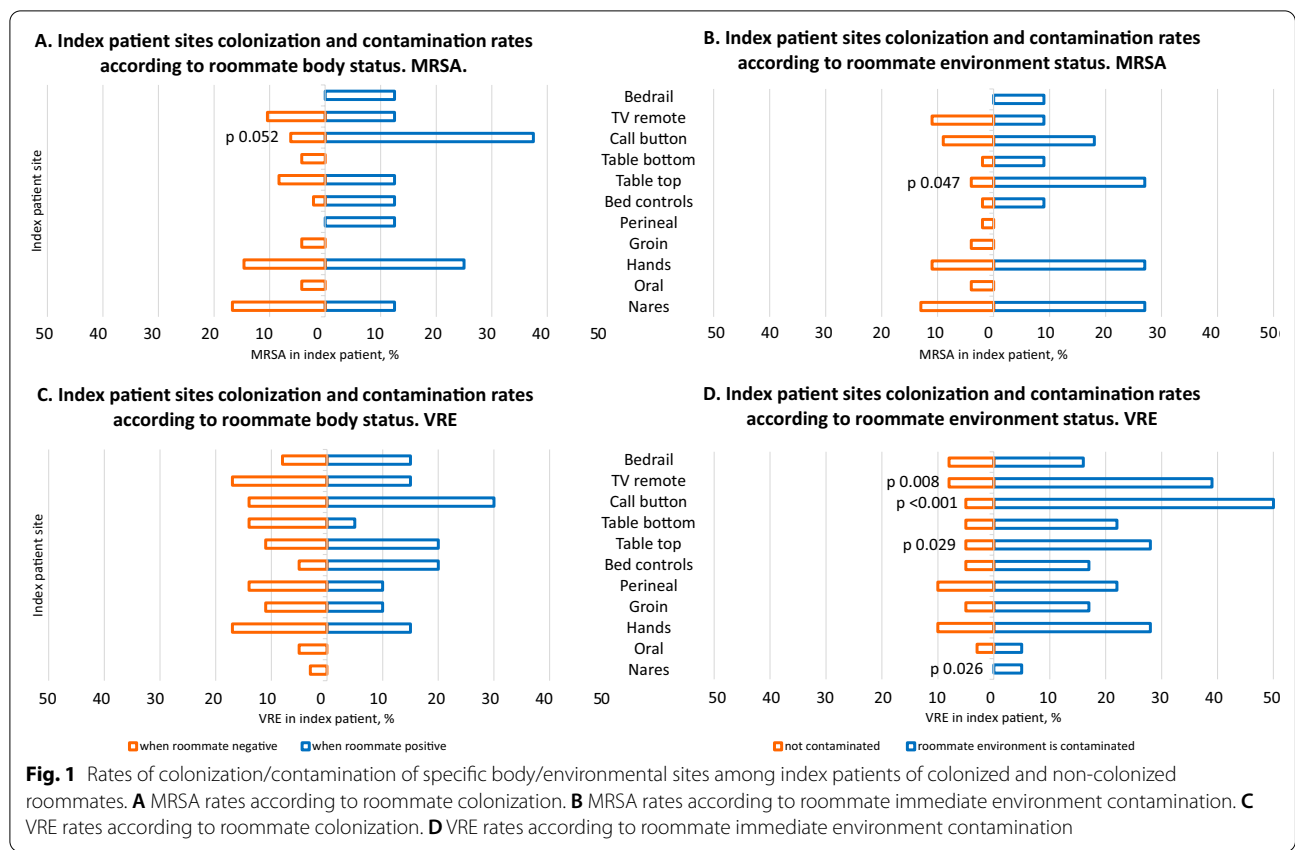 A. Index patient sites colonization and contamination rates
according to roommate body status. MRSA.
p 0.052
Index patient site
50 40 30 20 10 0 10 20 30 40 50
MRSA in index patient, %
B. Index patient sites colonization and contamination rates
according to roommate environment status. MRSA
Bedrail
TV remote
Call button
Table bottom
Table top
Bed controls
Perineal
Groin
Hands
Oral
Nares
p 0.047
50 40 30 20 10 0 10 20 30 40 50
MRSA in index patient, %
C. Index patient sites colonization and contamination rates
according to roommate body status. VRE
Index patient site
50 40 30 20 10 0 10 20 30 40 50
VRE in index patient, %
when roommate negative when roommate positive
D. Index patient sites colonization and contamination rates
according to roommate environment status. VRE
Bedrail
TV remote
Call button
Table bottom
Table top
Bed controls
Perineal
Groin
Hands
Oral
Nares
p 0.008
p <0.001
p 0.029
p 0.026
50 40 30 20 10 0 10 20 30 40 50
VRE in index patient, %
not contaminated roommate environment is contaminated
Fig. 1 Rates of colonization/contamination of specific body/environmental sites among index patients of colonized and non-colonized
roommates. A MRSA rates according to roommate colonization. B MRSA rates according to roommate immediate environment contamination. C
VRE rates according to roommate colonization. D VRE rates according to roommate immediate environment contamination